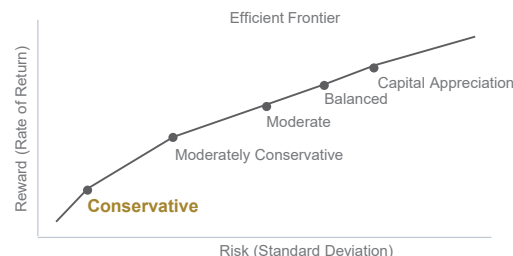 Efficient Frontier
Reward (Rate of Return)
Capital Appreciation
Balanced
Moderate
Moderately Conservative
Conservative
Risk (Standard Deviation)